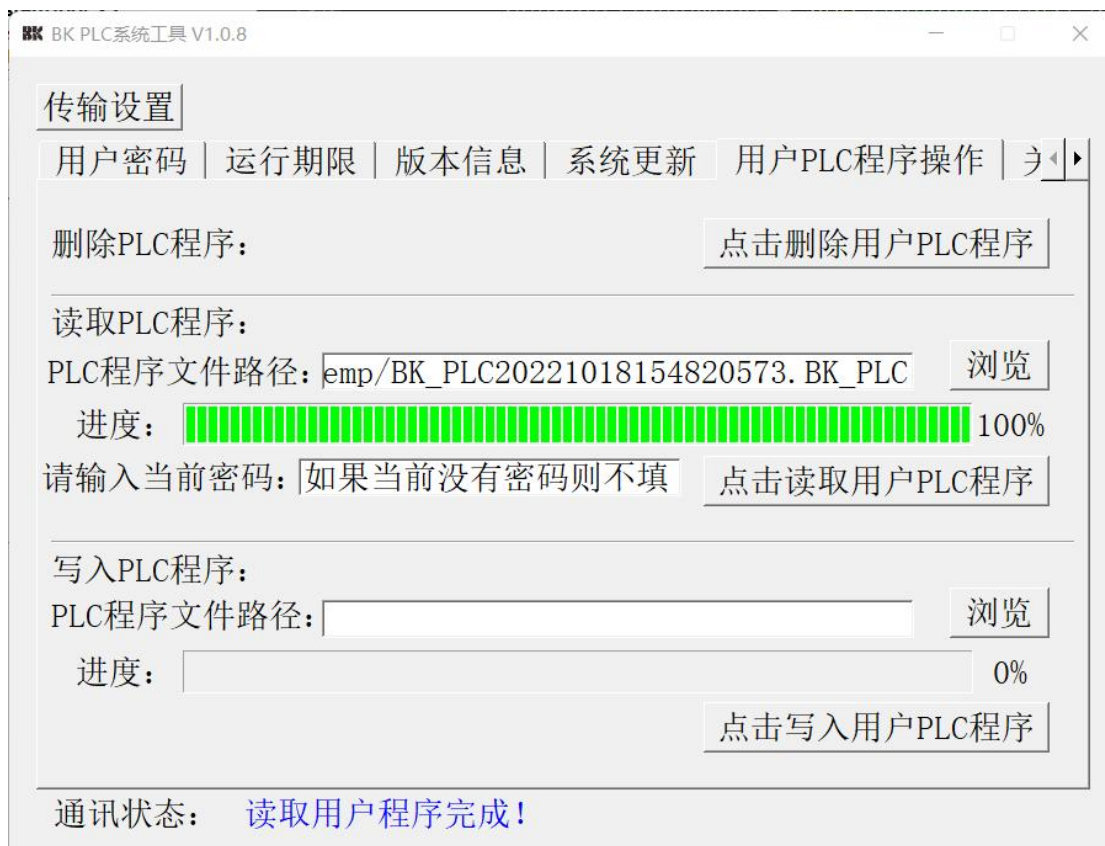 BK BK PLC系统工具 V1.0.8
传输设置
用户密码 运行期限 版本信息 系统更新 用户PLC程序操作
删除PLC程序： 点击删除用户PLC程序
读取PLC程序：
PLC程序文件路径： emp/BK_PLC20221018154820573.BK_PLC 浏览
进度： 100%
请输入当前密码： 如果当前没有密码则不填 点击读取用户PLC程序
写入PLC程序：
PLC程序文件路径： 浏览
进度： 0%
点击写入用户PLC程序
通讯状态： 读取用户程序完成！